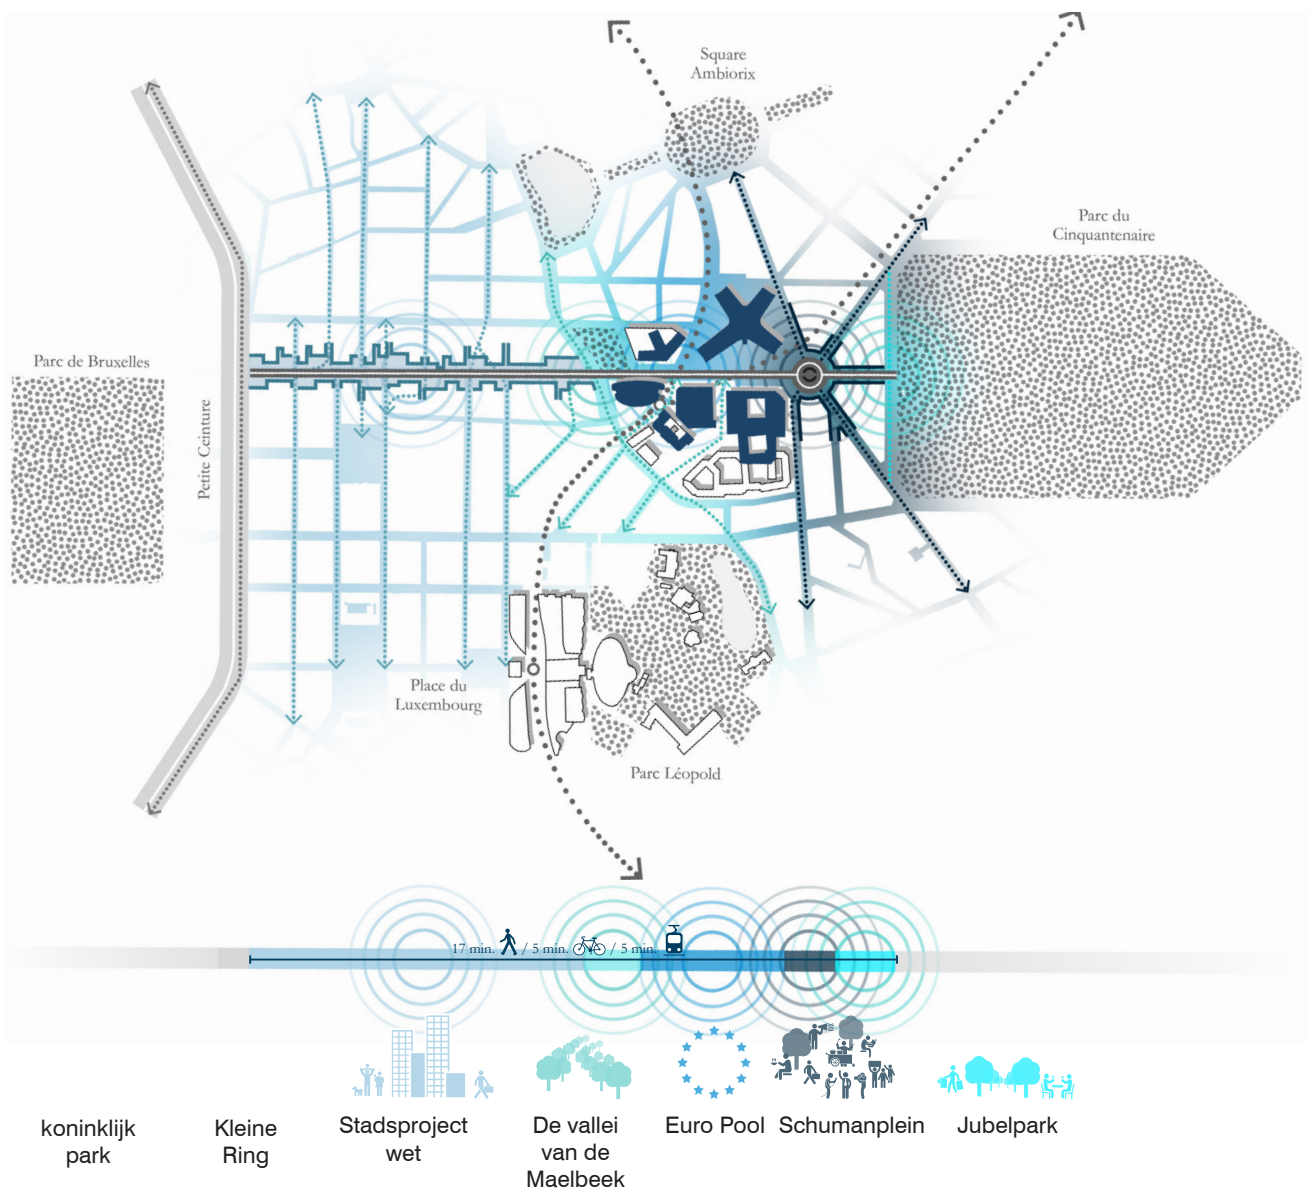 Square
Ambiorix
Parc du
Cinquantenaire
Parc de Bruxelles
Petite Ceinture
Place du
Luxembourg
Parc Léopold
17 min. / 5 min. / 5 min.
koninklijk
park
Kleine
Ring
Stadsproject
wet
De vallei
van de
Maelbeek
Euro Pool
Schumanplein
Jubelpark